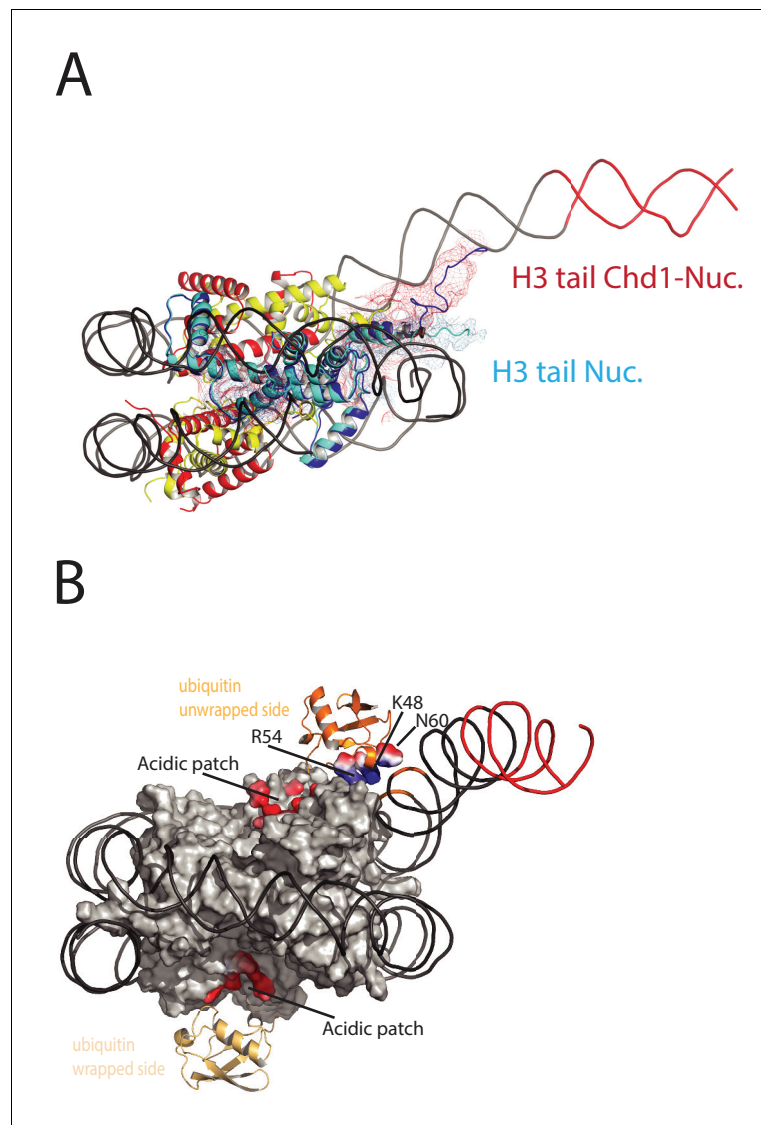 A
H3 tail Chd1-Nuc.
H3 tail Nuc.
B
ubiquitin
unwrapped side
K48
N60
R54
Acidic patch
Acidic patch
ubiquitin
wrapped side